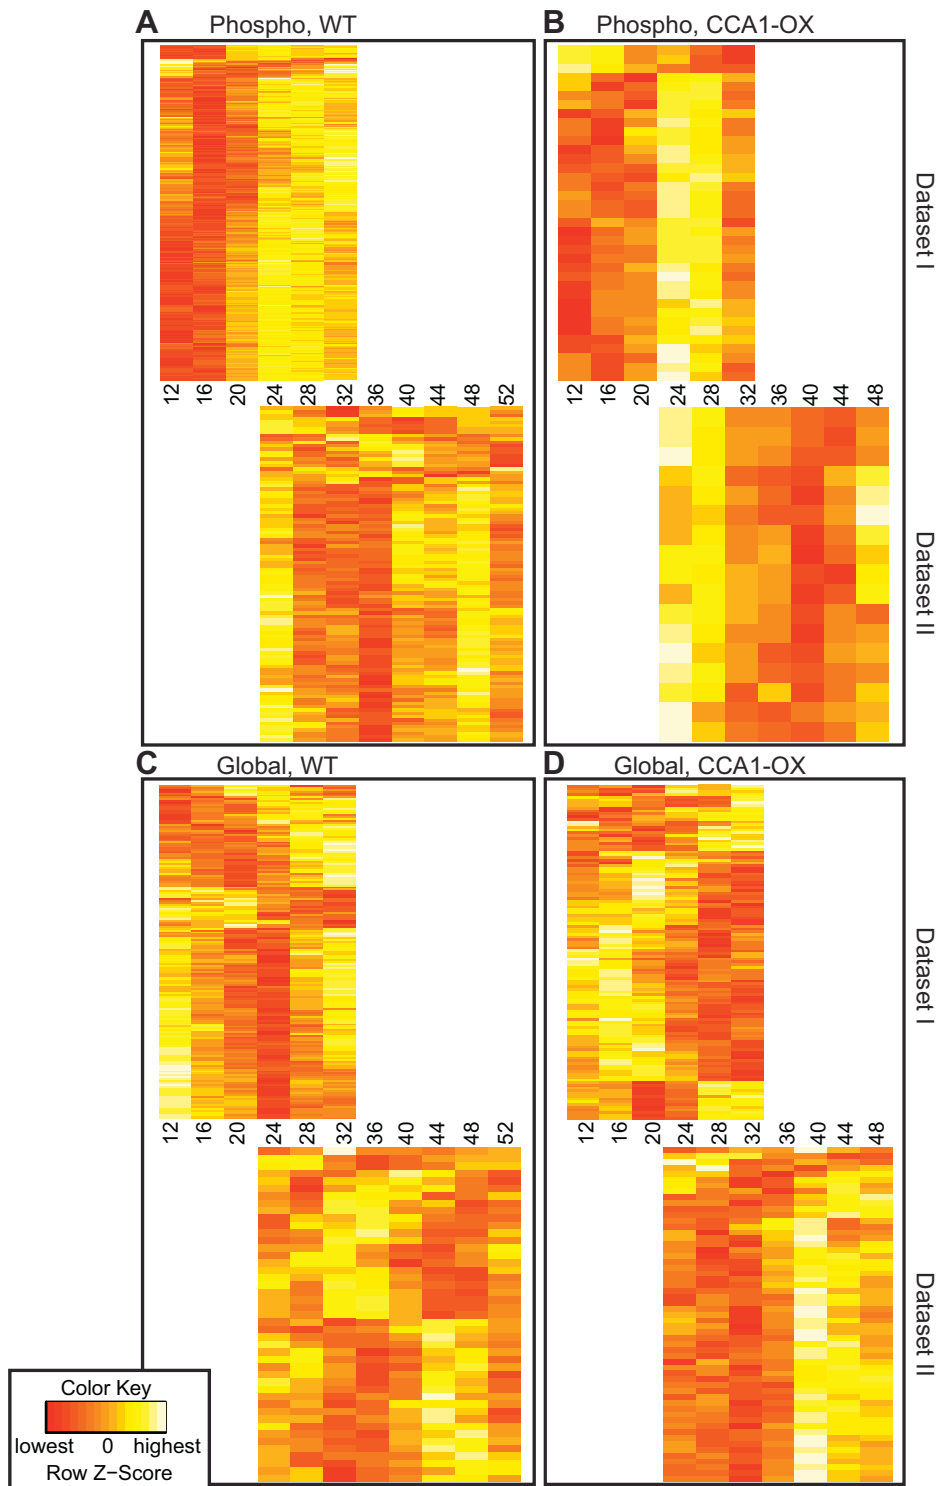 A Phospho, WT
B Phospho, CCA1-OX
Dataset I
12 16 20 24 28 32 36 40 44 48 52
12 16 20 24 28 32 36 40 44 48
Dataset II
C Global, WT
D Global, CCA1-OX
Dataset I
12 16 20 24 28 32 36 40 44 48 52
12 16 20 24 28 32 36 40 44 48
Dataset II
Color Key
lowest 0 highest
Row Z−Score